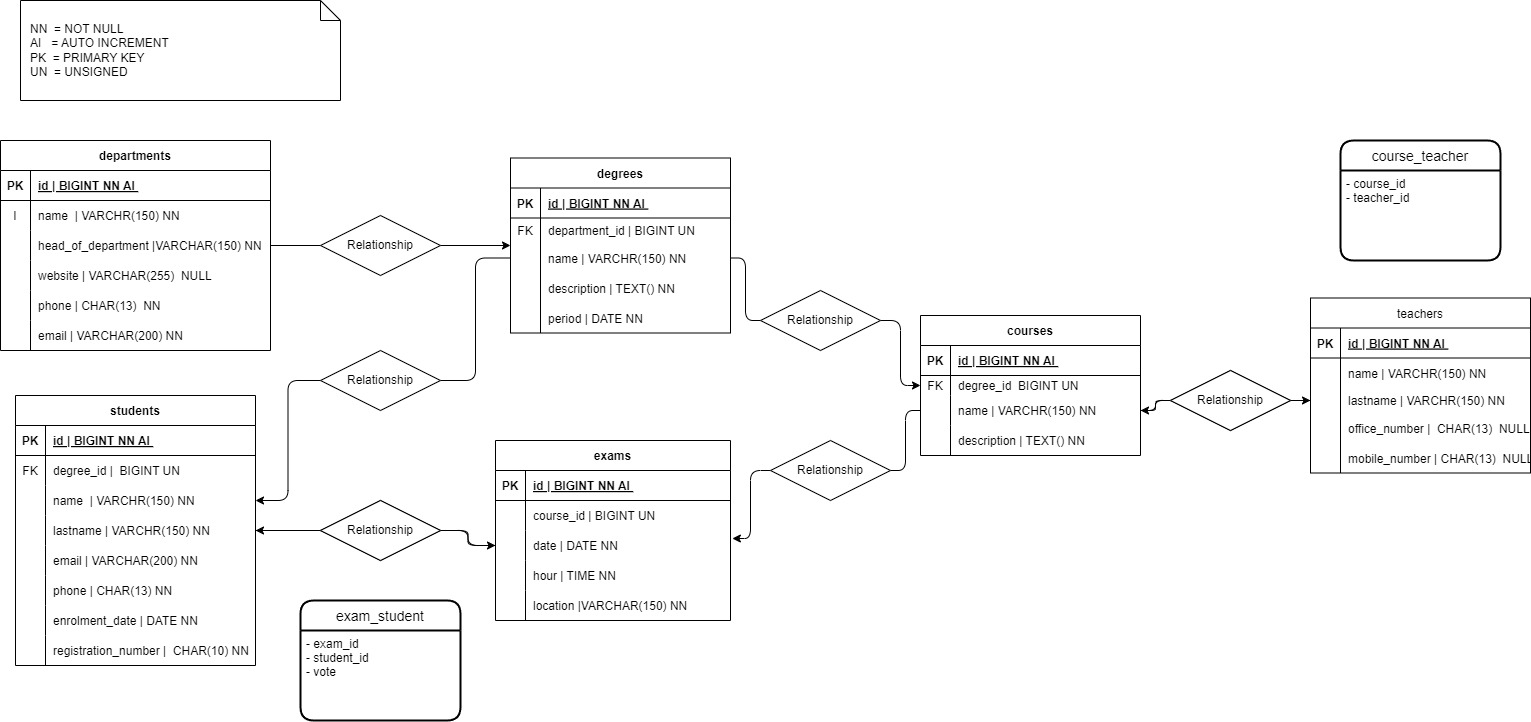 NN = NOT NULL
AI = AUTO INCREMENT
PK = PRIMARY KEY
UN = UNSIGNED
departments
PK id | BIGINT NN AI
I name | VARCHR(150) NN
head_of_department |VARCHAR(150) NN
website | VARCHAR(255) NULL
phone | CHAR(13) NN
email | VARCHAR(200) NN
Relationship
degrees
PK id | BIGINT NN AI
FK department_id | BIGINT UN
name | VARCHR(150) NN
description | TEXT() NN
period | DATE NN
course_teacher
- course_id
- teacher_id
Relationship
Relationship
courses
PK id | BIGINT NN AI
FK degree_id BIGINT UN
name | VARCHR(150) NN
description | TEXT() NN
Relationship
teachers
PK id | BIGINT NN AI
name | VARCHR(150) NN
lastname | VARCHR(150) NN
office_number | CHAR(13) NULL
mobile_number | CHAR(13) NULL
students
PK id | BIGINT NN AI
FK degree_id | BIGINT UN
name | VARCHR(150) NN
lastname | VARCHR(150) NN
email | VARCHAR(200) NN
phone | CHAR(13) NN
enrolment_date | DATE NN
registration_number | CHAR(10) NN
Relationship
exams
PK id | BIGINT NN AI
course_id | BIGINT UN
date | DATE NN
hour | TIME NN
location |VARCHAR(150) NN
Relationship
exam_student
- exam_id
- student_id
- vote